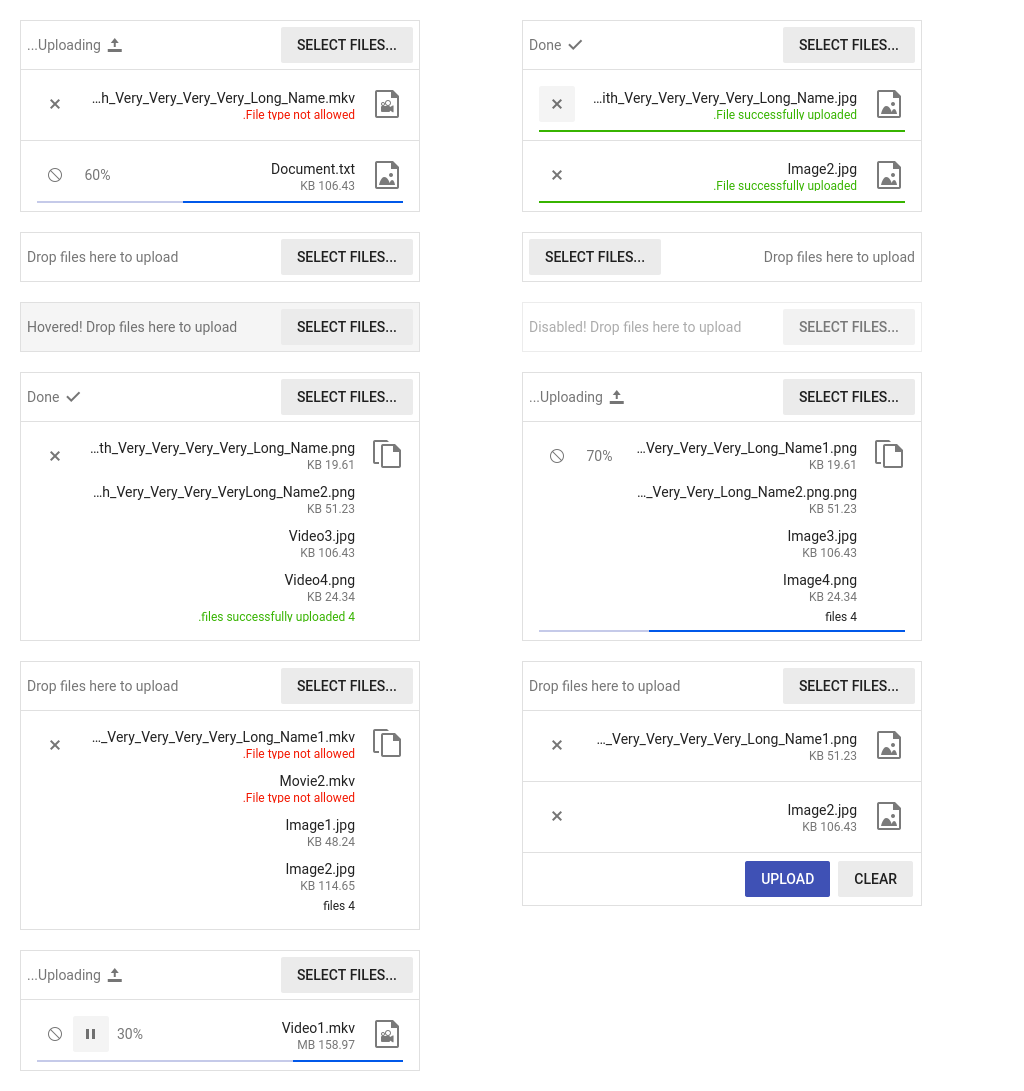 ...Uploading
SELECT FILES...
...h_Very_Very_Very_Very_Long_Name.mkv
.File type not allowed
60%
Document.txt
KB 106.43
Done
SELECT FILES...
...ith_Very_Very_Very_Very_Long_Name.jpg
.File successfully uploaded
Image2.jpg
.File successfully uploaded
Drop files here to upload
SELECT FILES...
SELECT FILES...
Drop files here to upload
Hovered! Drop files here to upload
SELECT FILES...
Disabled! Drop files here to upload
SELECT FILES...
Done
SELECT FILES...
...th_Very_Very_Very_Very_Long_Name.png
KB 19.61
...h_Very_Very_Very_VeryLong_Name2.png
KB 51.23
Video3.jpg
KB 106.43
Video4.png
KB 24.34
.files successfully uploaded 4
...Uploading
SELECT FILES...
70%
...Very_Very_Very_Long_Name1.png
KB 19.61
..._Very_Very_Long_Name2.png.png
KB 51.23
Image3.jpg
KB 106.43
Image4.png
KB 24.34
files 4
Drop files here to upload
SELECT FILES...
..._Very_Very_Very_Very_Long_Name1.mkv
.File type not allowed
Movie2.mkv
.File type not allowed
Image1.jpg
KB 48.24
Image2.jpg
KB 114.65
files 4
Drop files here to upload
SELECT FILES...
..._Very_Very_Very_Very_Long_Name1.png
KB 51.23
Image2.jpg
KB 106.43
UPLOAD
CLEAR
...Uploading
SELECT FILES...
30%
Video1.mkv
MB 158.97